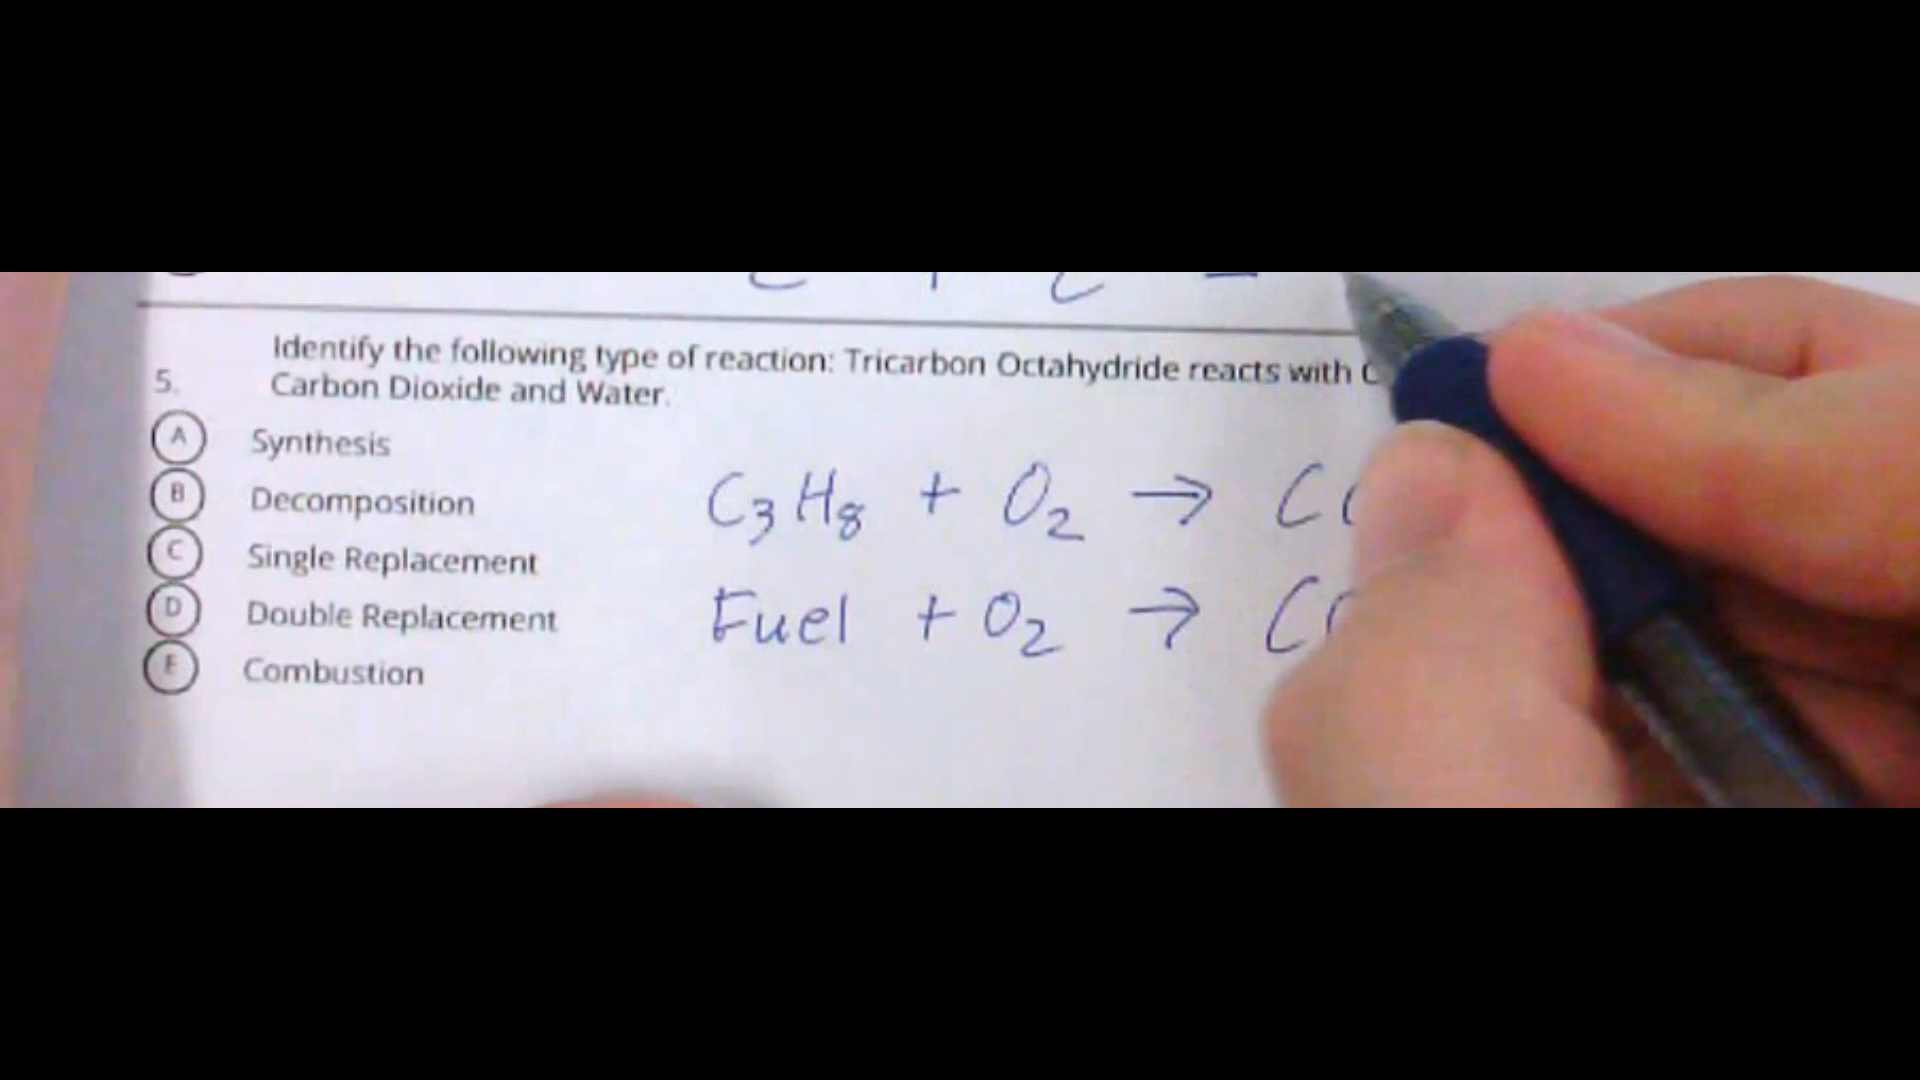 Identify the following type of reaction: Tricarbon Octahydride reacts with
5. Carbon Dioxide and Water.
A Synthesis
B Decomposition
C Single Replacement
D Double Replacement
E Combustion
C₃H₈ + O₂ → C
Fuel + O₂ → C